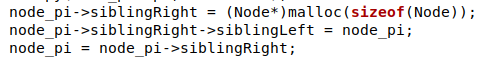 node_pi->siblingRight = (Node*)malloc(sizeof(Node));
node_pi->siblingRight->siblingLeft = node_pi;
node_pi = node_pi->siblingRight;